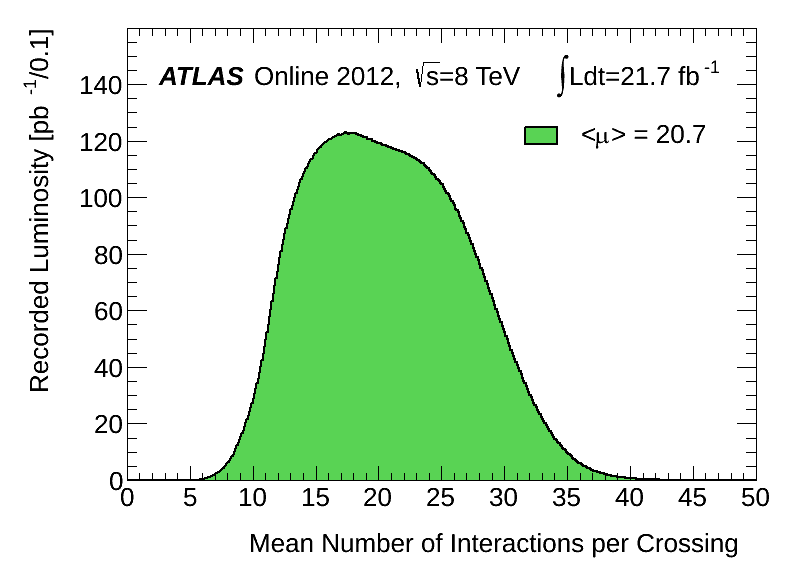 ATLAS Online 2012, √s=8 TeV ∫Ldt=21.7 fb⁻¹
<μ> = 20.7
Recorded Luminosity [pb⁻¹/0.1]
140
120
100
80
60
40
20
0
0 5 10 15 20 25 30 35 40 45 50
Mean Number of Interactions per Crossing